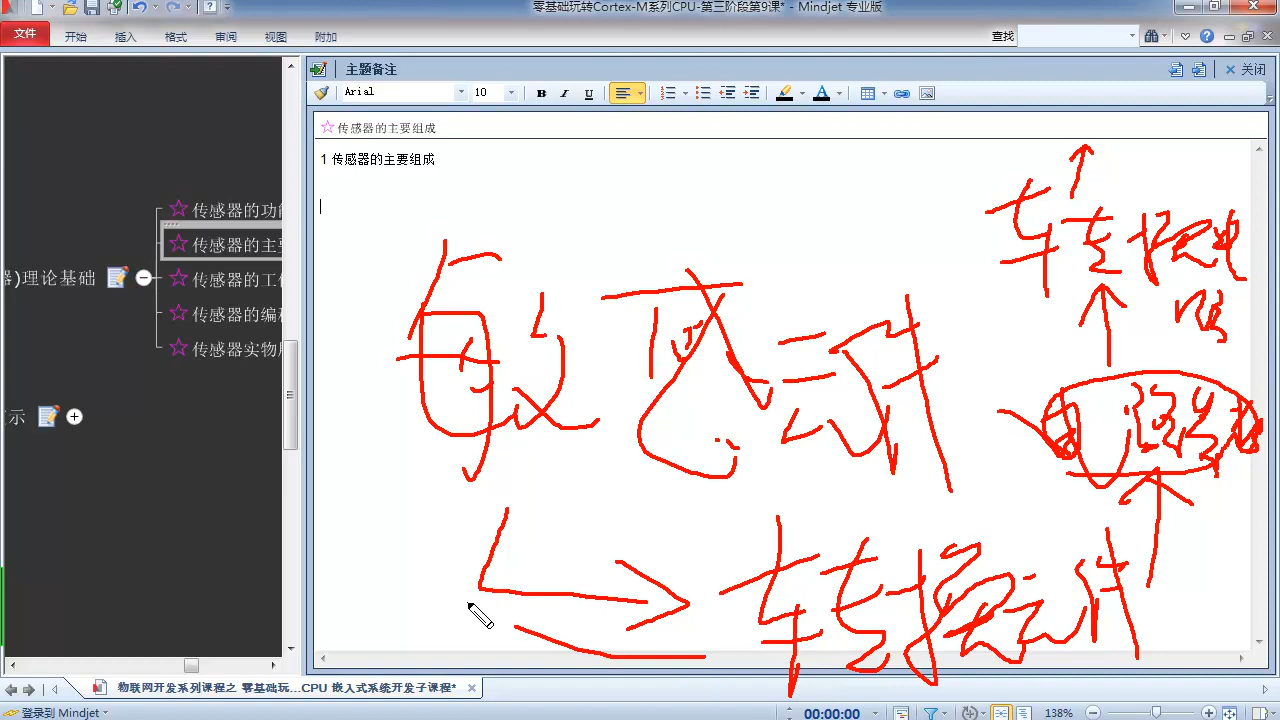 零基础玩转Cortex-M系列CPU-第三阶段第9课* - Mindjet 专业版
文件 开始 插入 格式 审阅 视图 附加 查找
主题备注 关闭
Arial 10 B I U
传感器的主要组成
1 传感器的主要组成
传感器的功
传感器的主
器)理论基础
传感器的工
传感器的编
传感器实物
示
敏感元件
转换电阻
转换元件
物联网开发系列课程之 零基础玩...CPU 嵌入式系统开发子课程*
登录到 Mindjet 00:00:00 138%